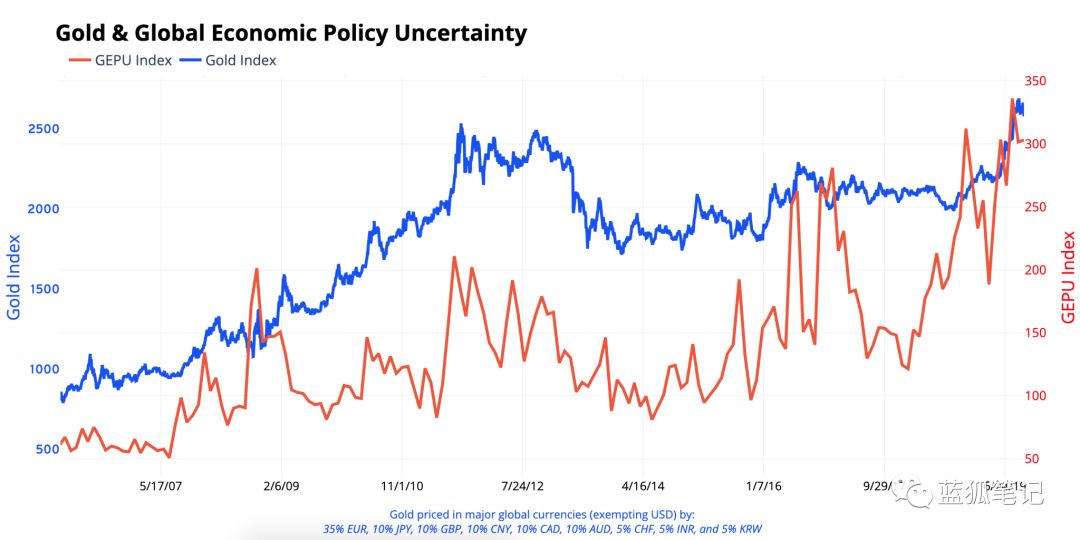 Gold & Global Economic Policy Uncertainty
GEPU Index
Gold Index
350
2500
300
2000
250
Gold Index
GEPU Index
200
1500
150
1000
100
500
50
5/17/07
2/6/09
11/1/10
7/24/12
4/16/14
1/7/16
9/29/
蓝狐笔记
Gold priced in major global currencies (exempting USD) by:
35% EUR, 10% JPY, 10% GBP, 10% CNY, 10% CAD, 10% AUD, 5% CHF, 5% INR, and 5% KRW